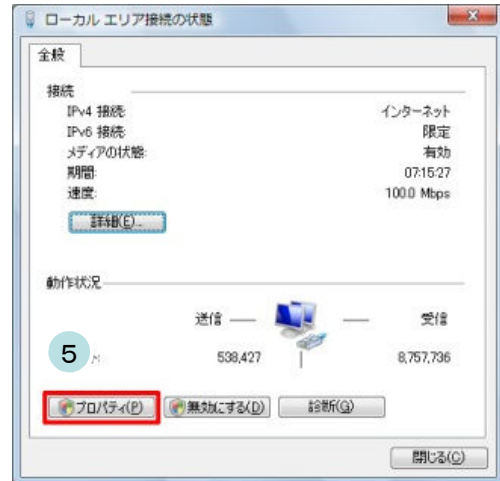 ローカル エリア接続の状態
全般
接続
IPv4 接続: インターネット
IPv6 接続: 限定
メディアの状態: 有効
期間: 07:15:27
速度: 100.0 Mbps
詳細(E)...
動作状況
送信 — — 受信
5 538,427 8,757,736
プロパティ(P) 無効にする(D) 診断(G)
閉じる(C)